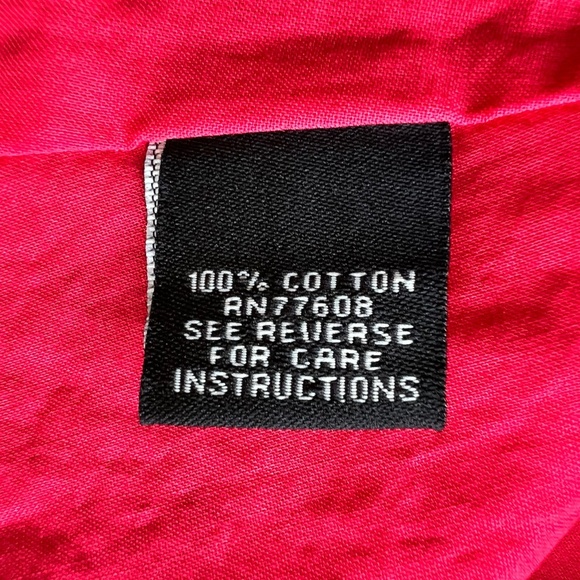 100% COTTON
RN77608
SEE REVERSE
FOR CARE
INSTRUCTIONS